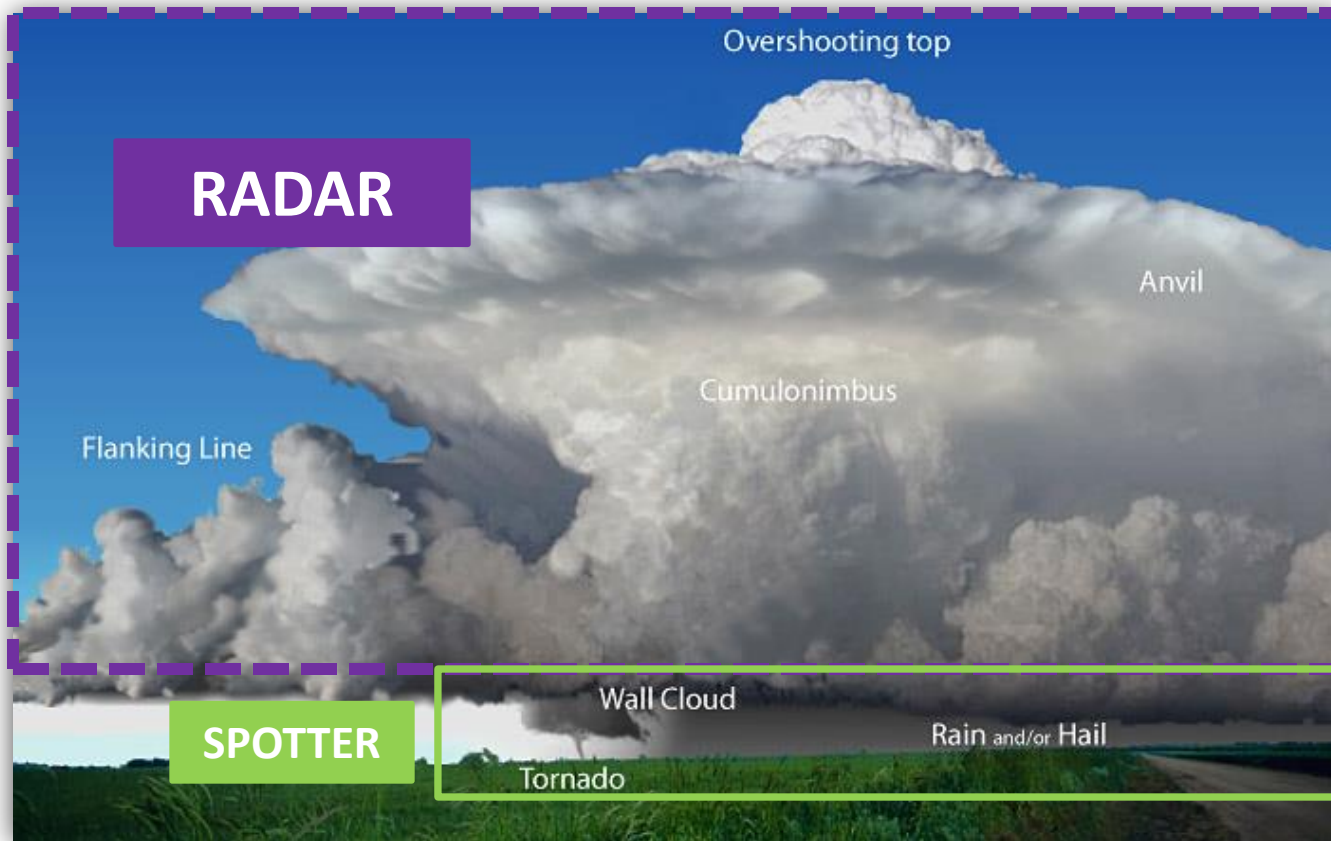 Overshooting top
RADAR
Anvil
Cumulonimbus
Flanking Line
Wall Cloud
SPOTTER
Rain and/or Hail
Tornado